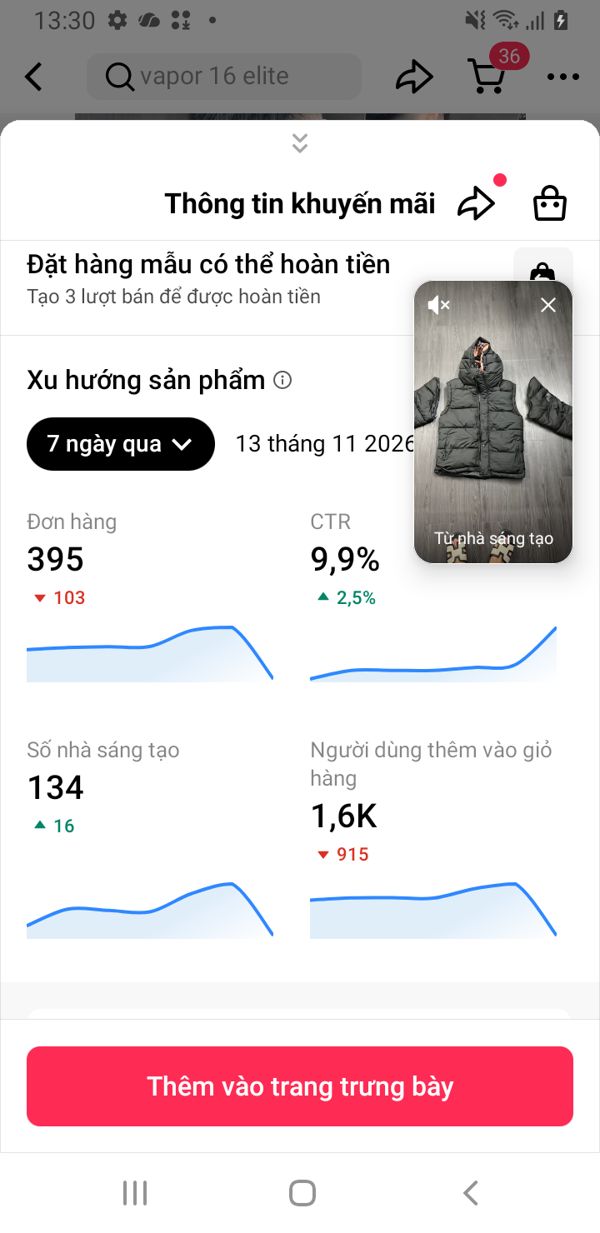 13:30
vapor 16 elite
36
Thông tin khuyến mãi
Đặt hàng mẫu có thể hoàn tiền
Tạo 3 lượt bán để được hoàn tiền
Xu hướng sản phẩm
7 ngày qua
13 tháng 11 2026
Từ nhà sáng tạo
Đơn hàng
395
103
CTR
9,9%
2,5%
Số nhà sáng tạo
134
16
Người dùng thêm vào giỏ
hàng
1,6K
915
Thêm vào trang trưng bày